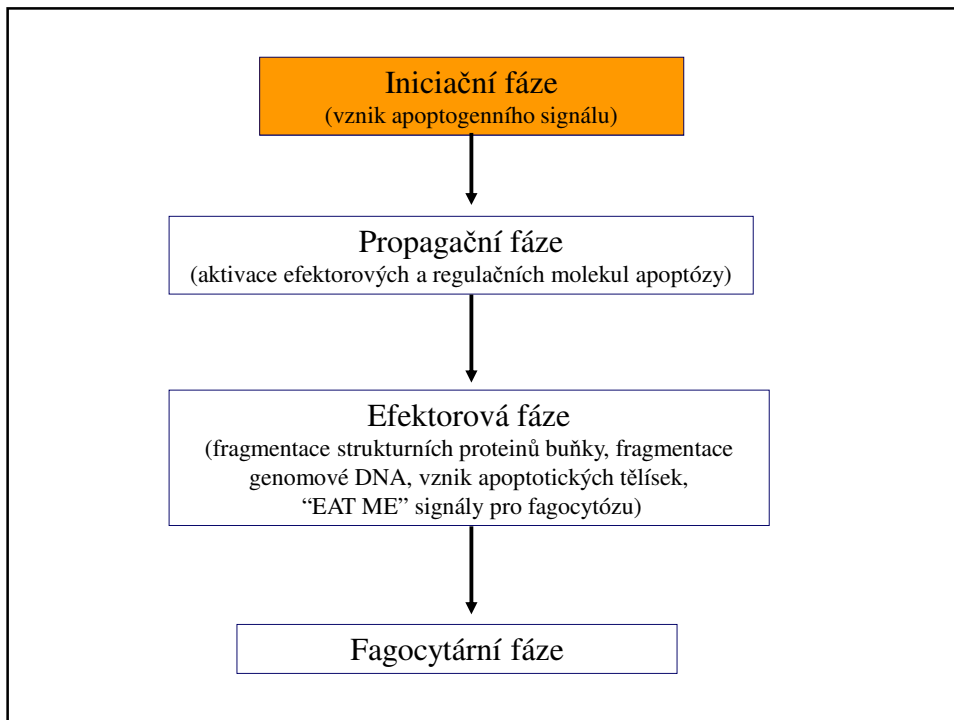 Iniciační fáze
(vznik apoptogenního signálu)
Propagační fáze
(aktivace efektorových a regulačních molekul apoptózy)
Efektorová fáze
(fragmentace strukturních proteinů buňky, fragmentace
genomové DNA, vznik apoptotických tělísek,
“EAT ME” signály pro fagocytózu)
Fagocytární fáze